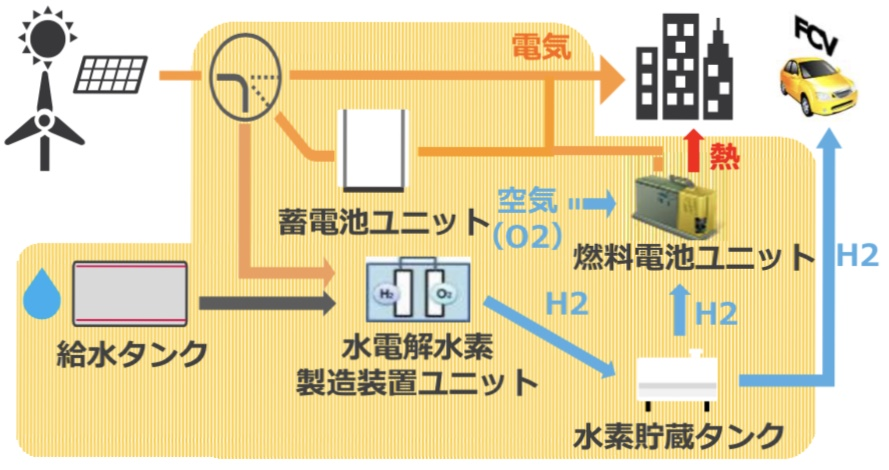 FCV
電気
熱
蓄電池ユニット
空気
(O2)
燃料電池ユニット
H2
H₂
O₂
H2
H2
給水タンク
水電解水素
製造装置ユニット
水素貯蔵タンク